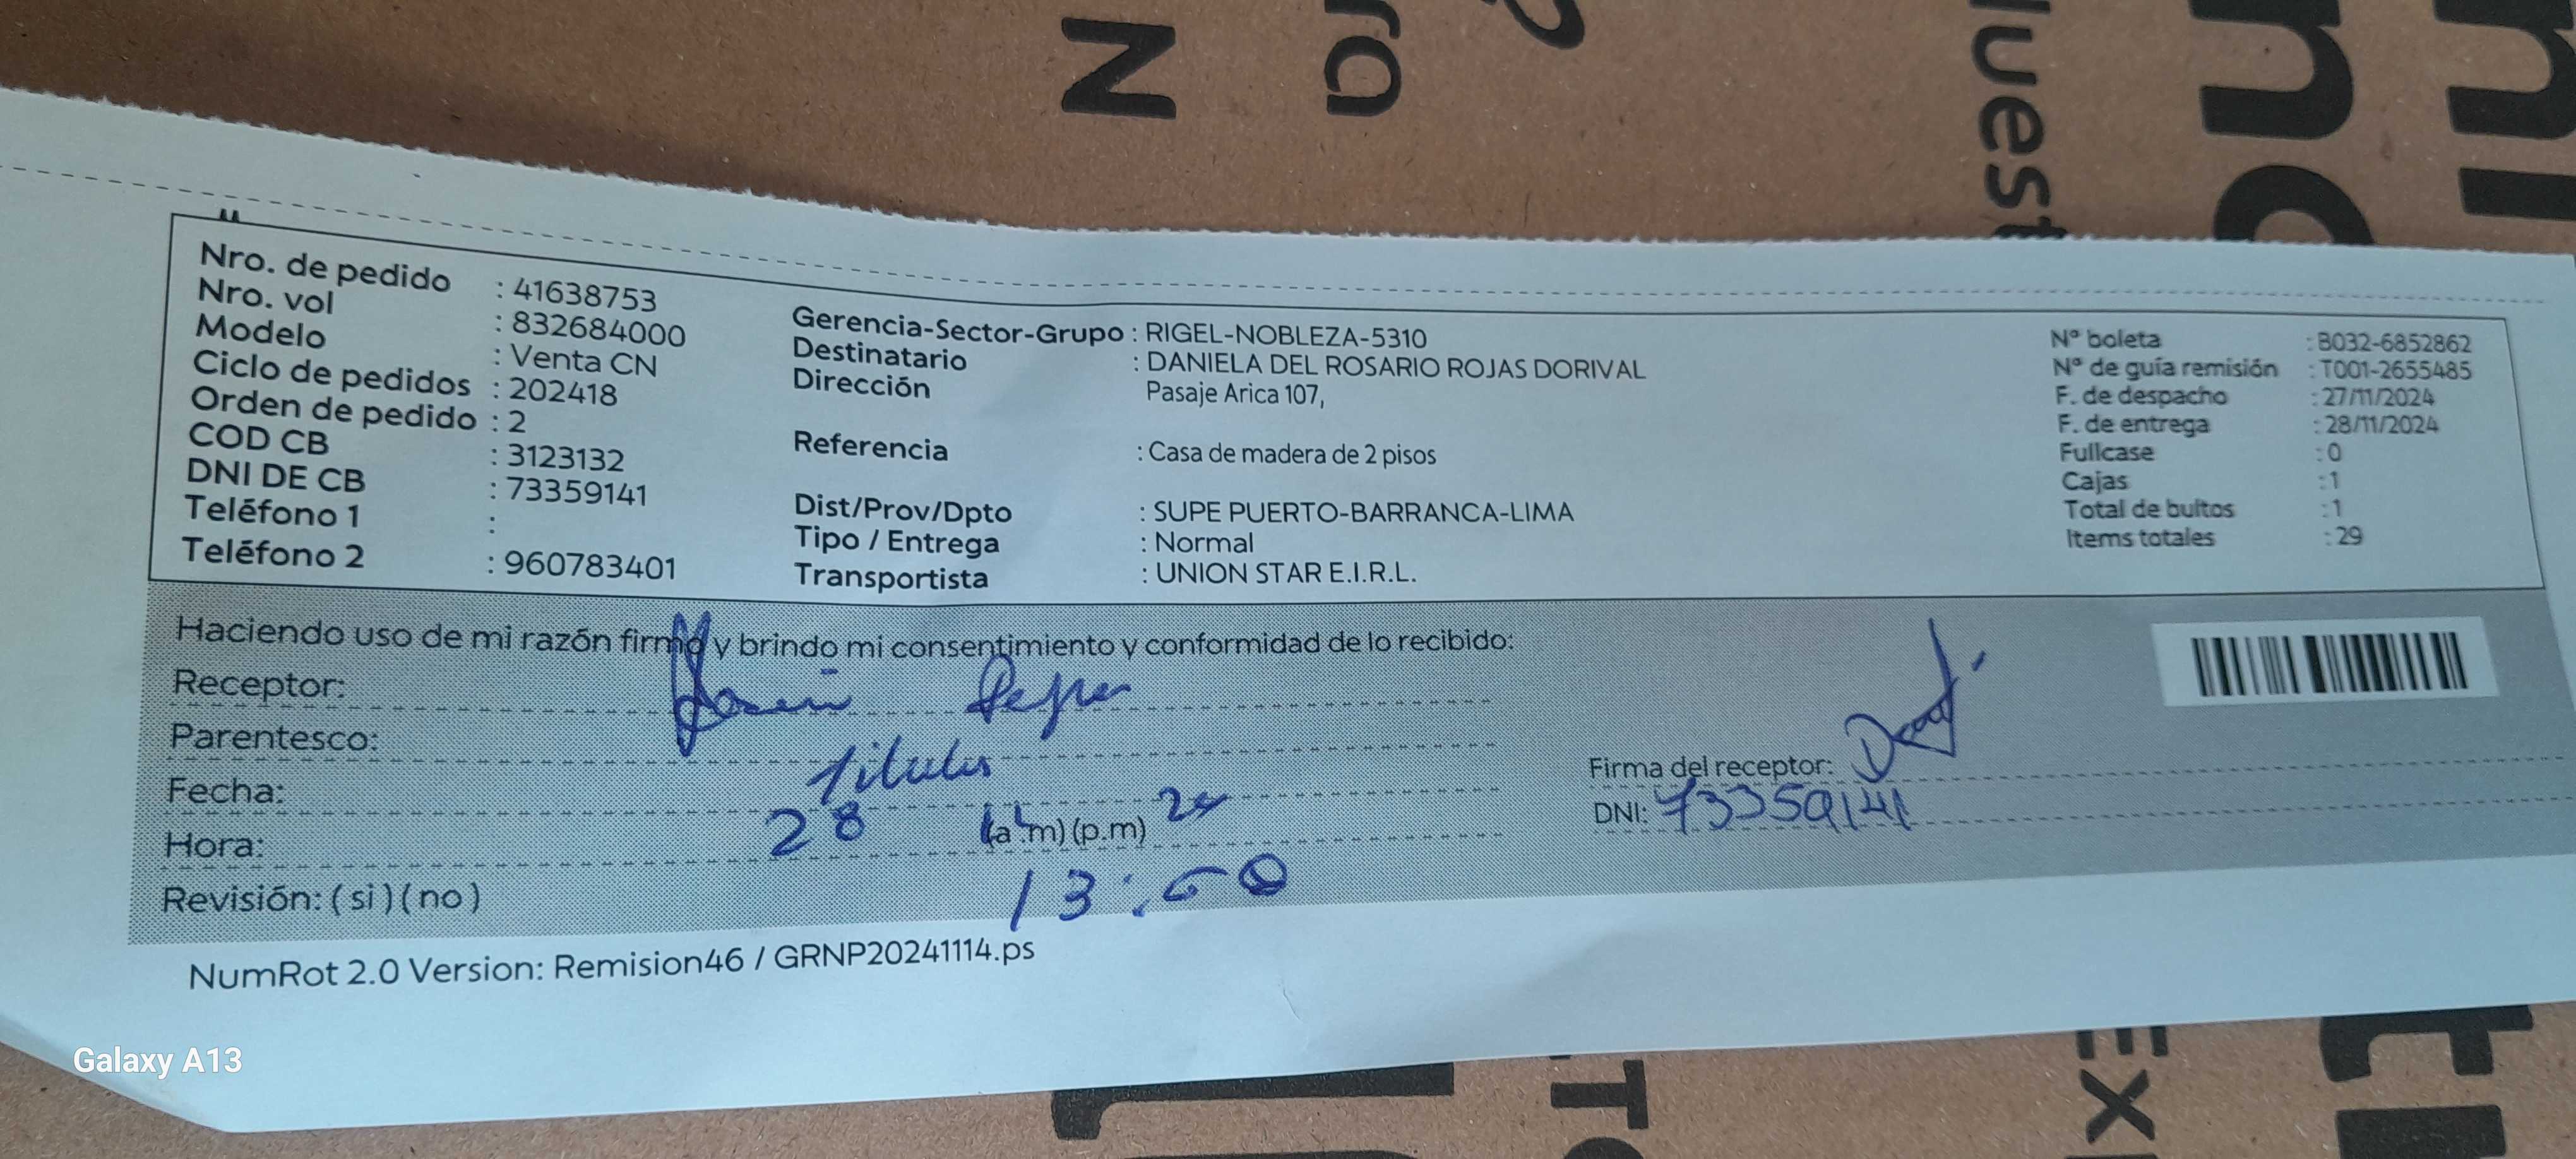 N
ra
luest
Nro. de pedido : 41638753
Nro. vol : 832684000
Modelo : Venta CN
Ciclo de pedidos : 202418
Orden de pedido : 2
COD CB : 3123132
DNI DE CB : 73359141
Teléfono 1 :
Teléfono 2 : 960783401
Gerencia-Sector-Grupo : RIGEL-NOBLEZA-5310
Destinatario : DANIELA DEL ROSARIO ROJAS DORIVAL
Dirección Pasaje Arica 107,
Referencia : Casa de madera de 2 pisos
Dist/Prov/Dpto : SUPE PUERTO-BARRANCA-LIMA
Tipo / Entrega : Normal
Transportista : UNION STAR E.I.R.L.
Nº boleta : B032-6852862
Nº de guía remisión : T001-2655485
F. de despacho : 27/11/2024
F. de entrega : 28/11/2024
Fullcase : 0
Cajas : 1
Total de bultos : 1
Items totales : 29
Haciendo uso de mi razón firmo y brindo mi consentimiento y conformidad de lo recibido:
Receptor:
Parentesco: Titular
Fecha: 28 24
Hora: (a.m) (p.m)
13:00
Revisión: ( si ) ( no )
Firma del receptor:
DNI: 73359141
NumRot 2.0 Version: Remision46 / GRNP20241114.ps
Galaxy A13